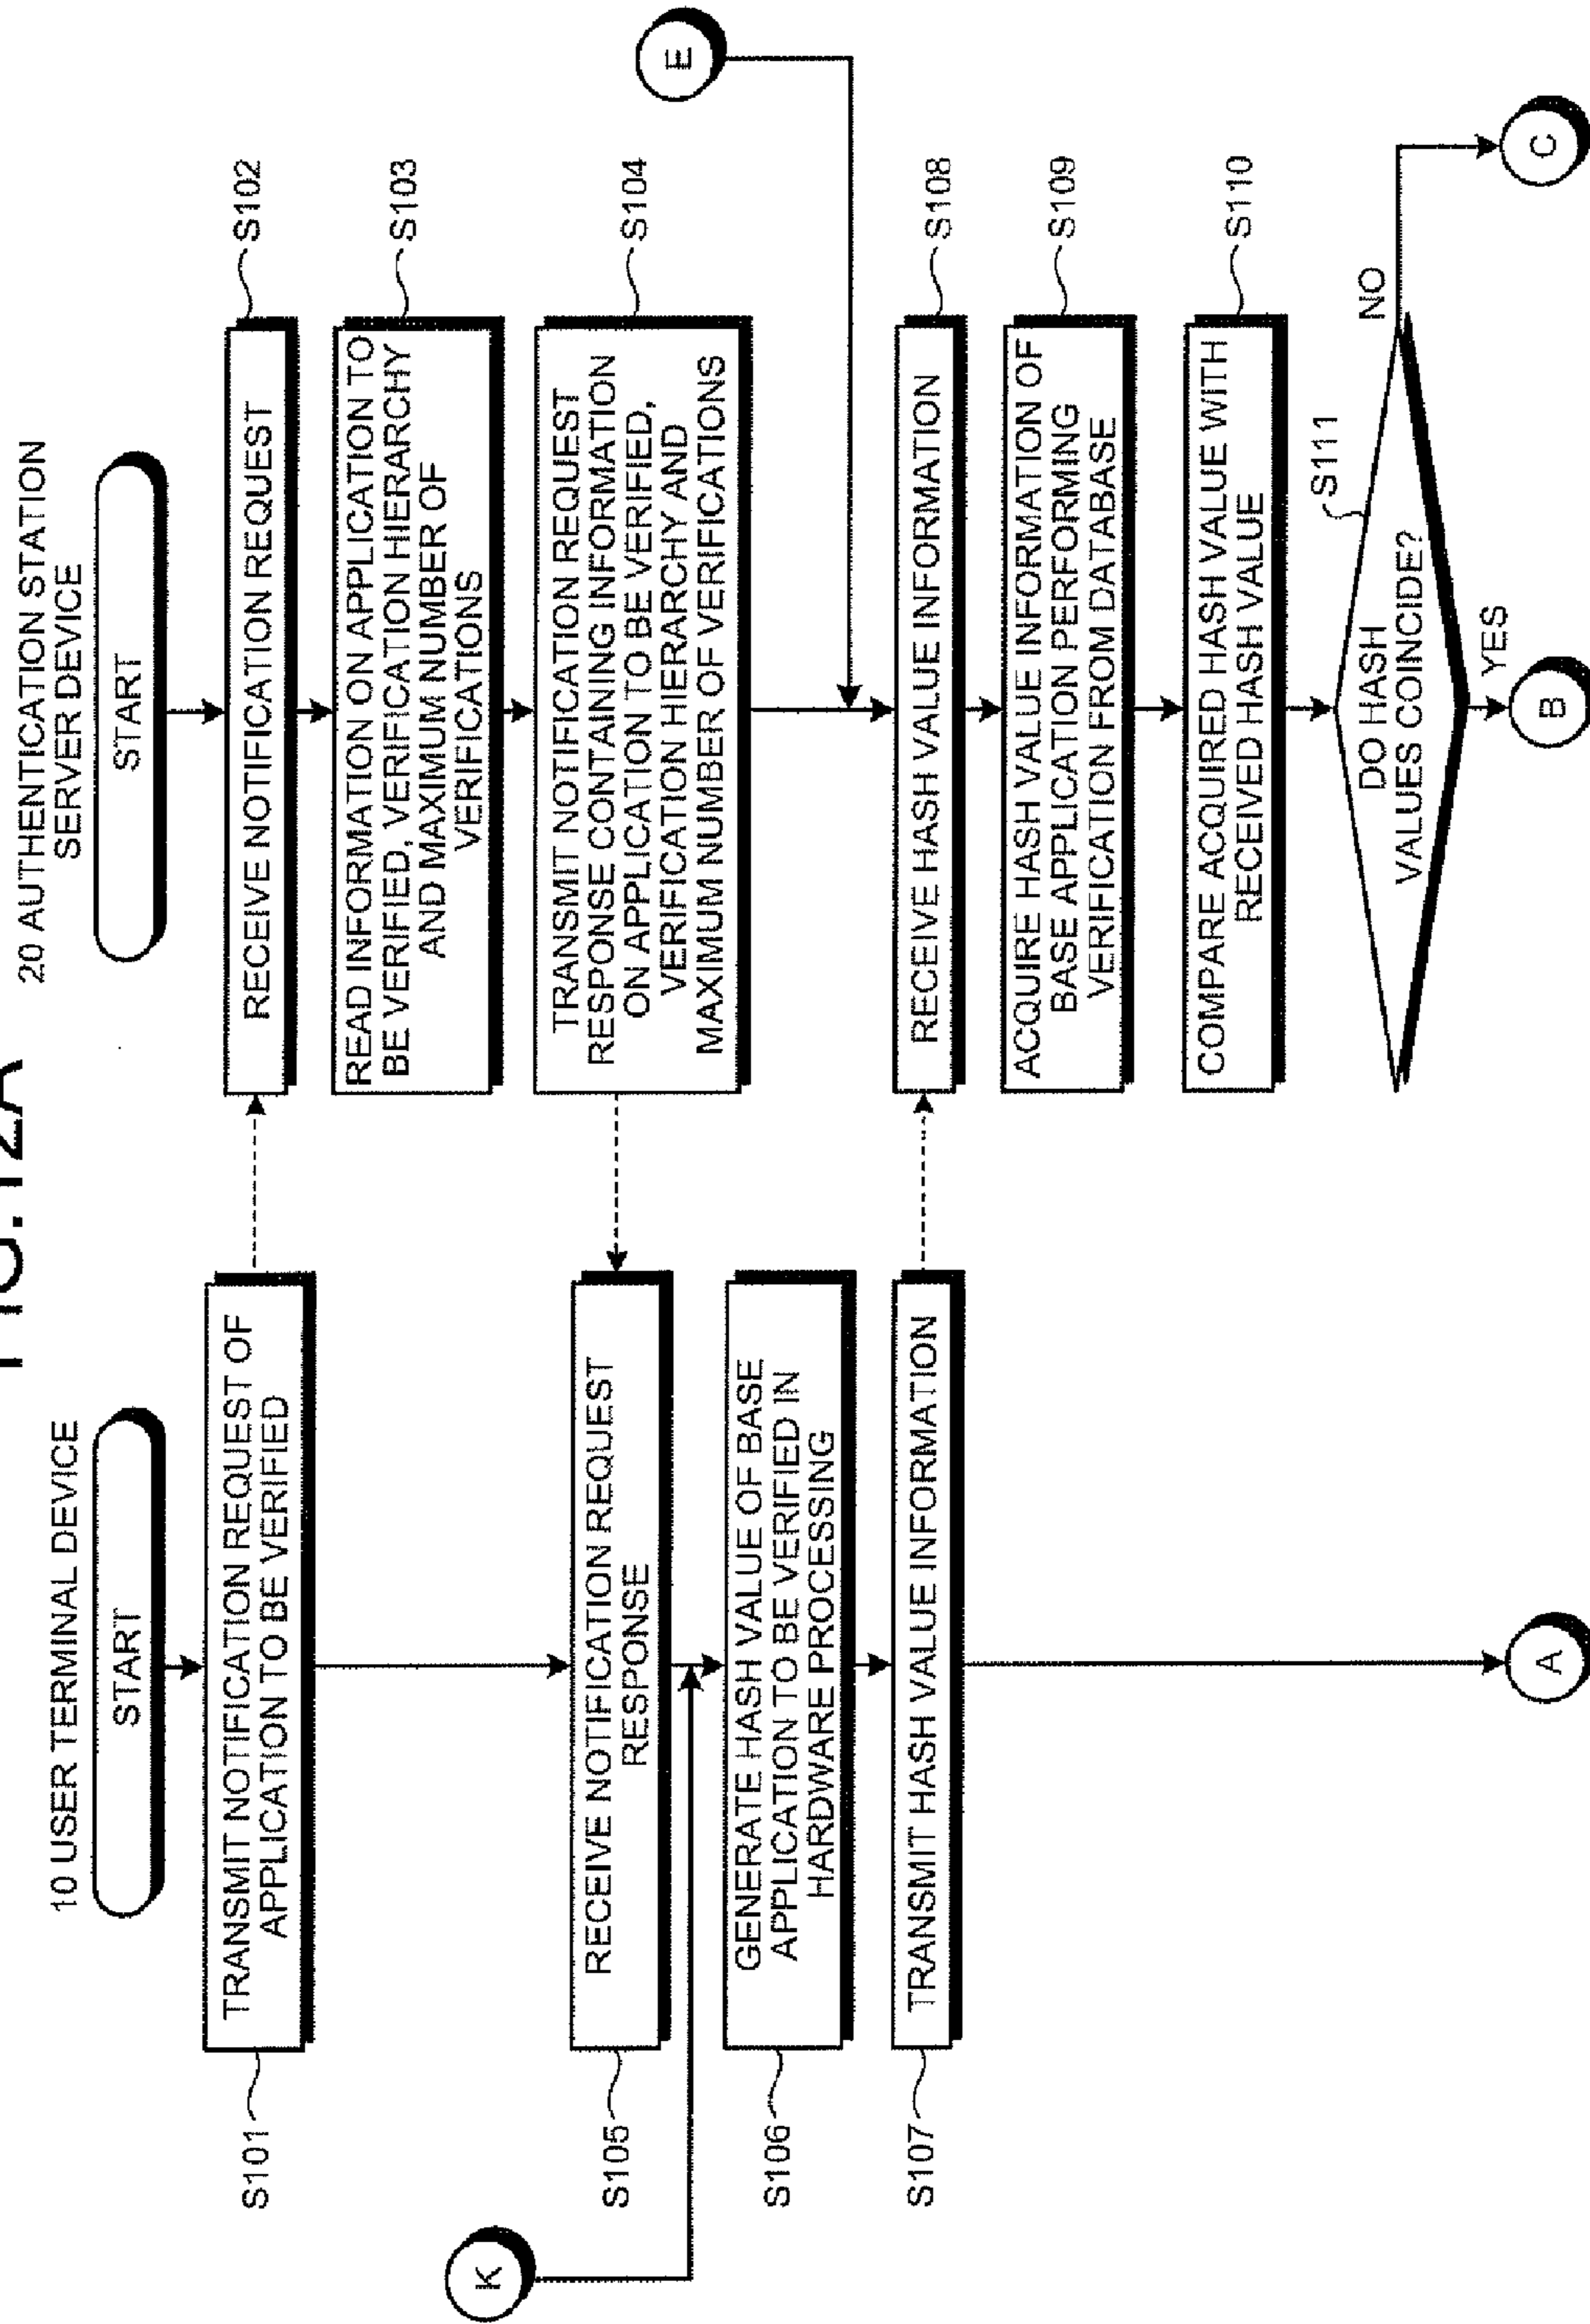 FIG.12A
10 USER TERMINAL DEVICE
START
S101
TRANSMIT NOTIFICATION REQUEST OF
APPLICATION TO BE VERIFIED
S105
RECEIVE NOTIFICATION REQUEST
RESPONSE
K
S106
GENERATE HASH VALUE OF BASE
APPLICATION TO BE VERIFIED IN
HARDWARE PROCESSING
S107
TRANSMIT HASH VALUE INFORMATION
A
20 AUTHENTICATION STATION
SERVER DEVICE
START
RECEIVE NOTIFICATION REQUEST
S102
READ INFORMATION ON APPLICATION TO
BE VERIFIED, VERIFICATION HIERARCHY
AND MAXIMUM NUMBER OF
VERIFICATIONS
S103
TRANSMIT NOTIFICATION REQUEST
RESPONSE CONTAINING INFORMATION
ON APPLICATION TO BE VERIFIED,
VERIFICATION HIERARCHY AND
MAXIMUM NUMBER OF VERIFICATIONS
S104
E
RECEIVE HASH VALUE INFORMATION
S108
ACQUIRE HASH VALUE INFORMATION OF
BASE APPLICATION PERFORMING
VERIFICATION FROM DATABASE
S109
COMPARE ACQUIRED HASH VALUE WITH
RECEIVED HASH VALUE
S110
S111
DO HASH
VALUES COINCIDE?
NO
YES
B
C